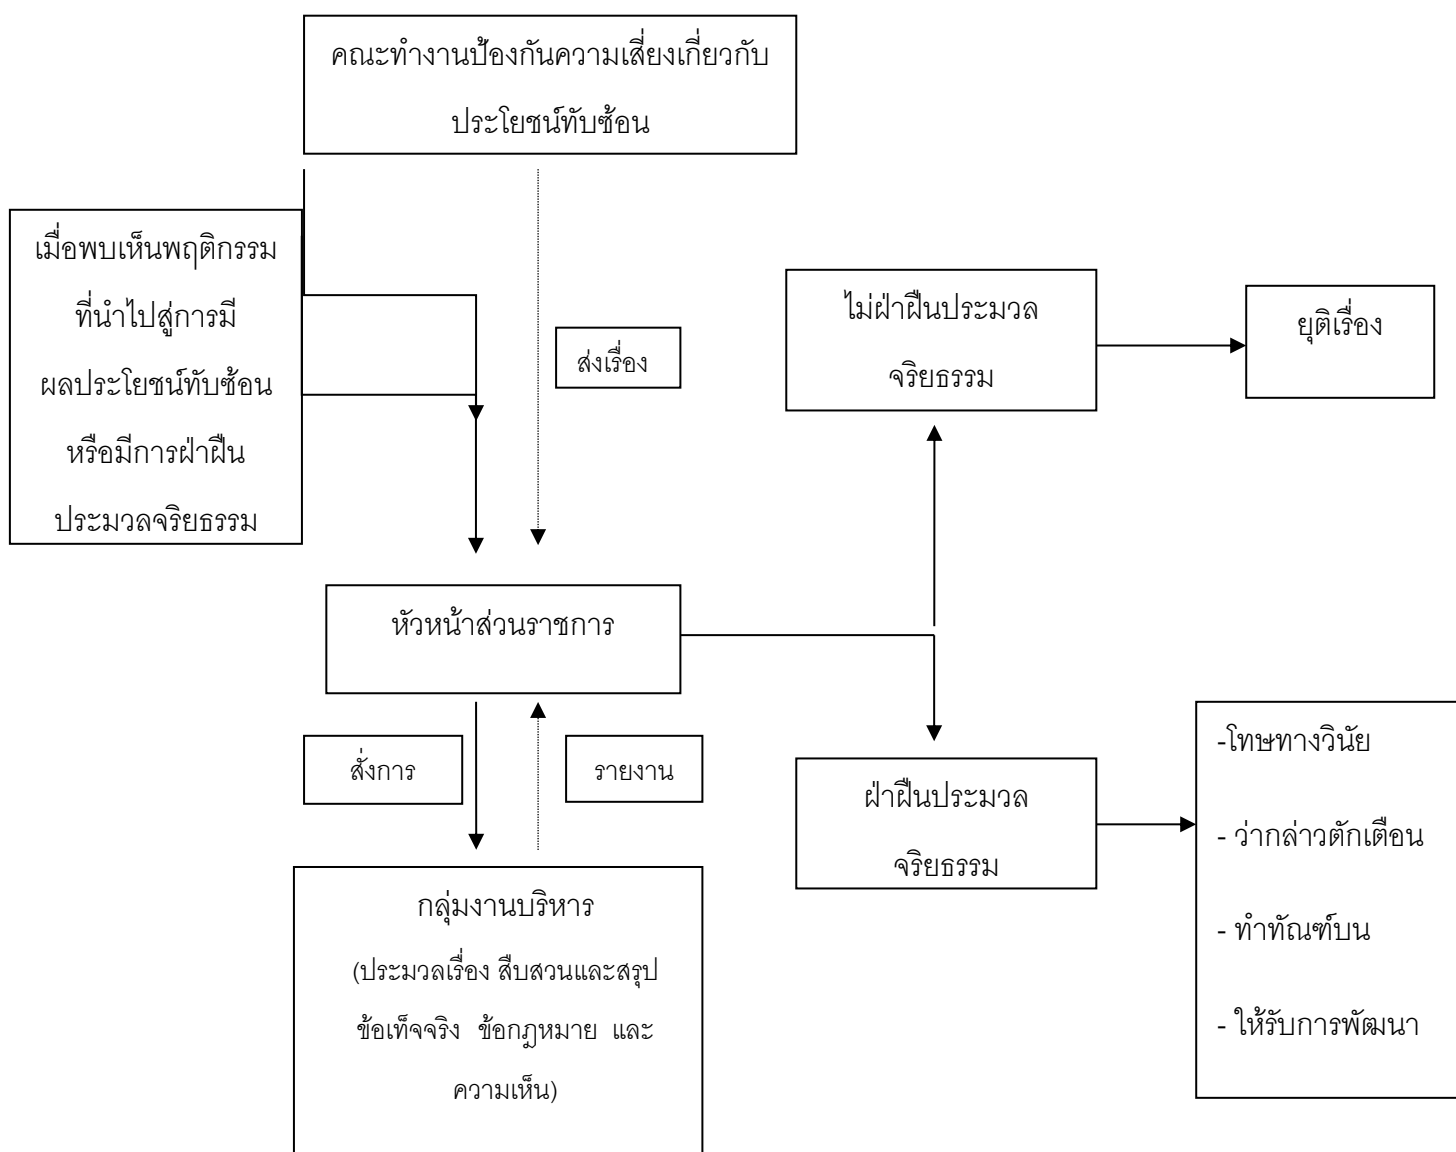 คณะทำงานป้องกันความเสี่ยงเกี่ยวกับ
ประโยชน์ทับซ้อน
เมื่อพบเห็นพฤติกรรม
ที่นำไปสู่การมี
ผลประโยชน์ทับซ้อน
หรือมีการฝ่าฝืน
ประมวลจริยธรรม
ส่งเรื่อง
ไม่ฝ่าฝืนประมวล
จริยธรรม
ยุติเรื่อง
หัวหน้าส่วนราชการ
สั่งการ
รายงาน
ฝ่าฝืนประมวล
จริยธรรม
-โทษทางวินัย
- ว่ากล่าวตักเตือน
- ทำทัณฑ์บน
- ให้รับการพัฒนา
กลุ่มงานบริหาร
(ประมวลเรื่อง สืบสวนและสรุป
ข้อเท็จจริง ข้อกฎหมาย และ
ความเห็น)